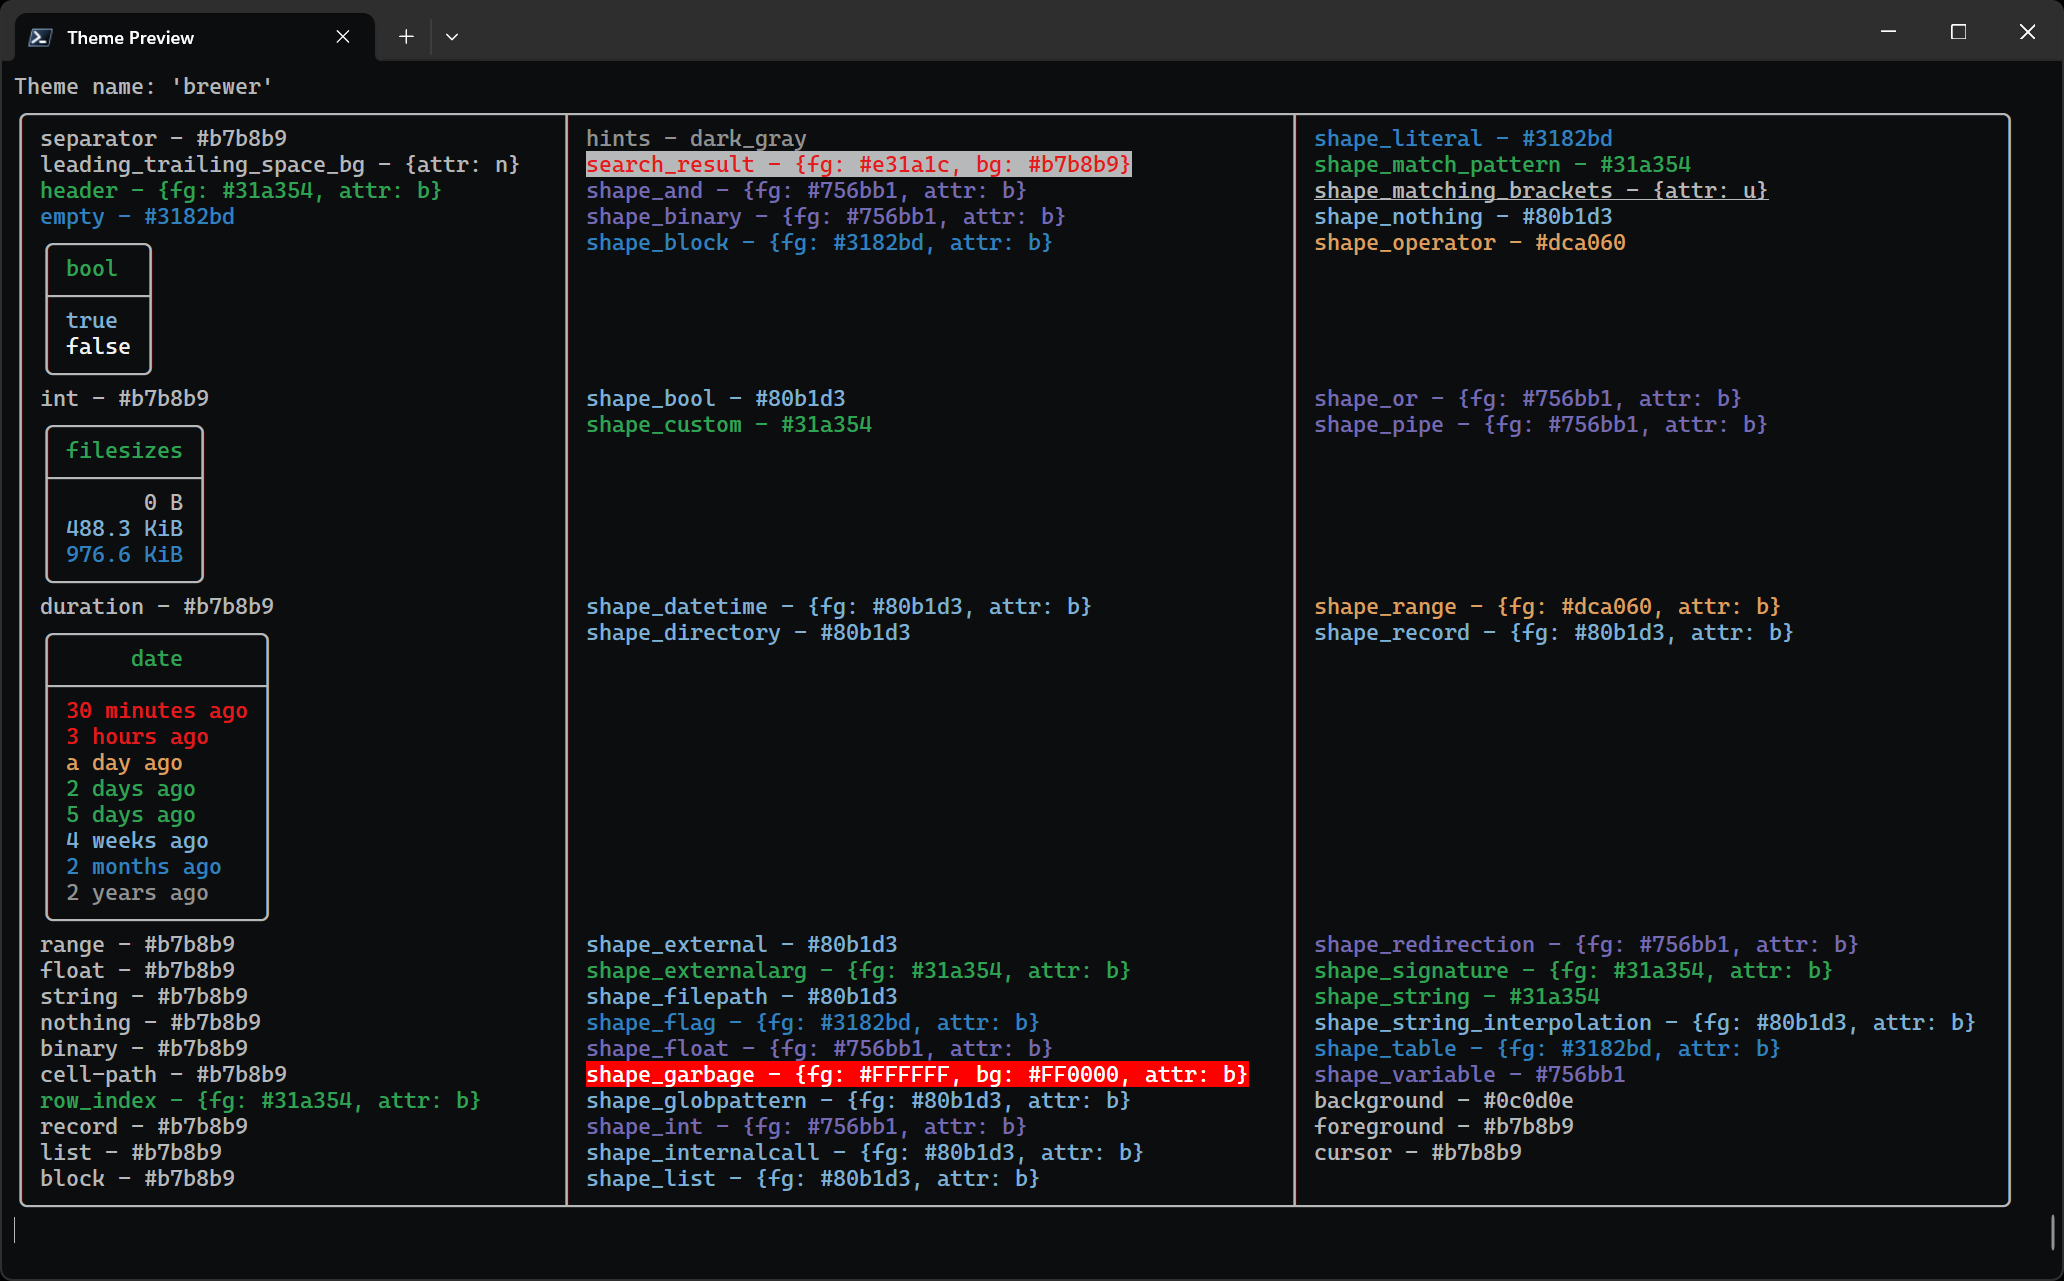 Theme Preview
Theme name: 'brewer'
separator - #b7b8b9
leading_trailing_space_bg - {attr: n}
header - {fg: #31a354, attr: b}
empty - #3182bd
bool
true
false
int - #b7b8b9
filesizes
0 B
488.3 KiB
976.6 KiB
duration - #b7b8b9
date
30 minutes ago
3 hours ago
a day ago
2 days ago
5 days ago
4 weeks ago
2 months ago
2 years ago
range - #b7b8b9
float - #b7b8b9
string - #b7b8b9
nothing - #b7b8b9
binary - #b7b8b9
cell-path - #b7b8b9
row_index - {fg: #31a354, attr: b}
record - #b7b8b9
list - #b7b8b9
block - #b7b8b9
hints - dark_gray
search_result - {fg: #e31a1c, bg: #b7b8b9}
shape_and - {fg: #756bb1, attr: b}
shape_binary - {fg: #756bb1, attr: b}
shape_block - {fg: #3182bd, attr: b}
shape_bool - #80b1d3
shape_custom - #31a354
shape_datetime - {fg: #80b1d3, attr: b}
shape_directory - #80b1d3
shape_external - #80b1d3
shape_externalarg - {fg: #31a354, attr: b}
shape_filepath - #80b1d3
shape_flag - {fg: #3182bd, attr: b}
shape_float - {fg: #756bb1, attr: b}
shape_garbage - {fg: #FFFFFF, bg: #FF0000, attr: b}
shape_globpattern - {fg: #80b1d3, attr: b}
shape_int - {fg: #756bb1, attr: b}
shape_internalcall - {fg: #80b1d3, attr: b}
shape_list - {fg: #80b1d3, attr: b}
shape_literal - #3182bd
shape_match_pattern - #31a354
shape_matching_brackets - {attr: u}
shape_nothing - #80b1d3
shape_operator - #dca060
shape_or - {fg: #756bb1, attr: b}
shape_pipe - {fg: #756bb1, attr: b}
shape_range - {fg: #dca060, attr: b}
shape_record - {fg: #80b1d3, attr: b}
shape_redirection - {fg: #756bb1, attr: b}
shape_signature - {fg: #31a354, attr: b}
shape_string - #31a354
shape_string_interpolation - {fg: #80b1d3, attr: b}
shape_table - {fg: #3182bd, attr: b}
shape_variable - #756bb1
background - #0c0d0e
foreground - #b7b8b9
cursor - #b7b8b9